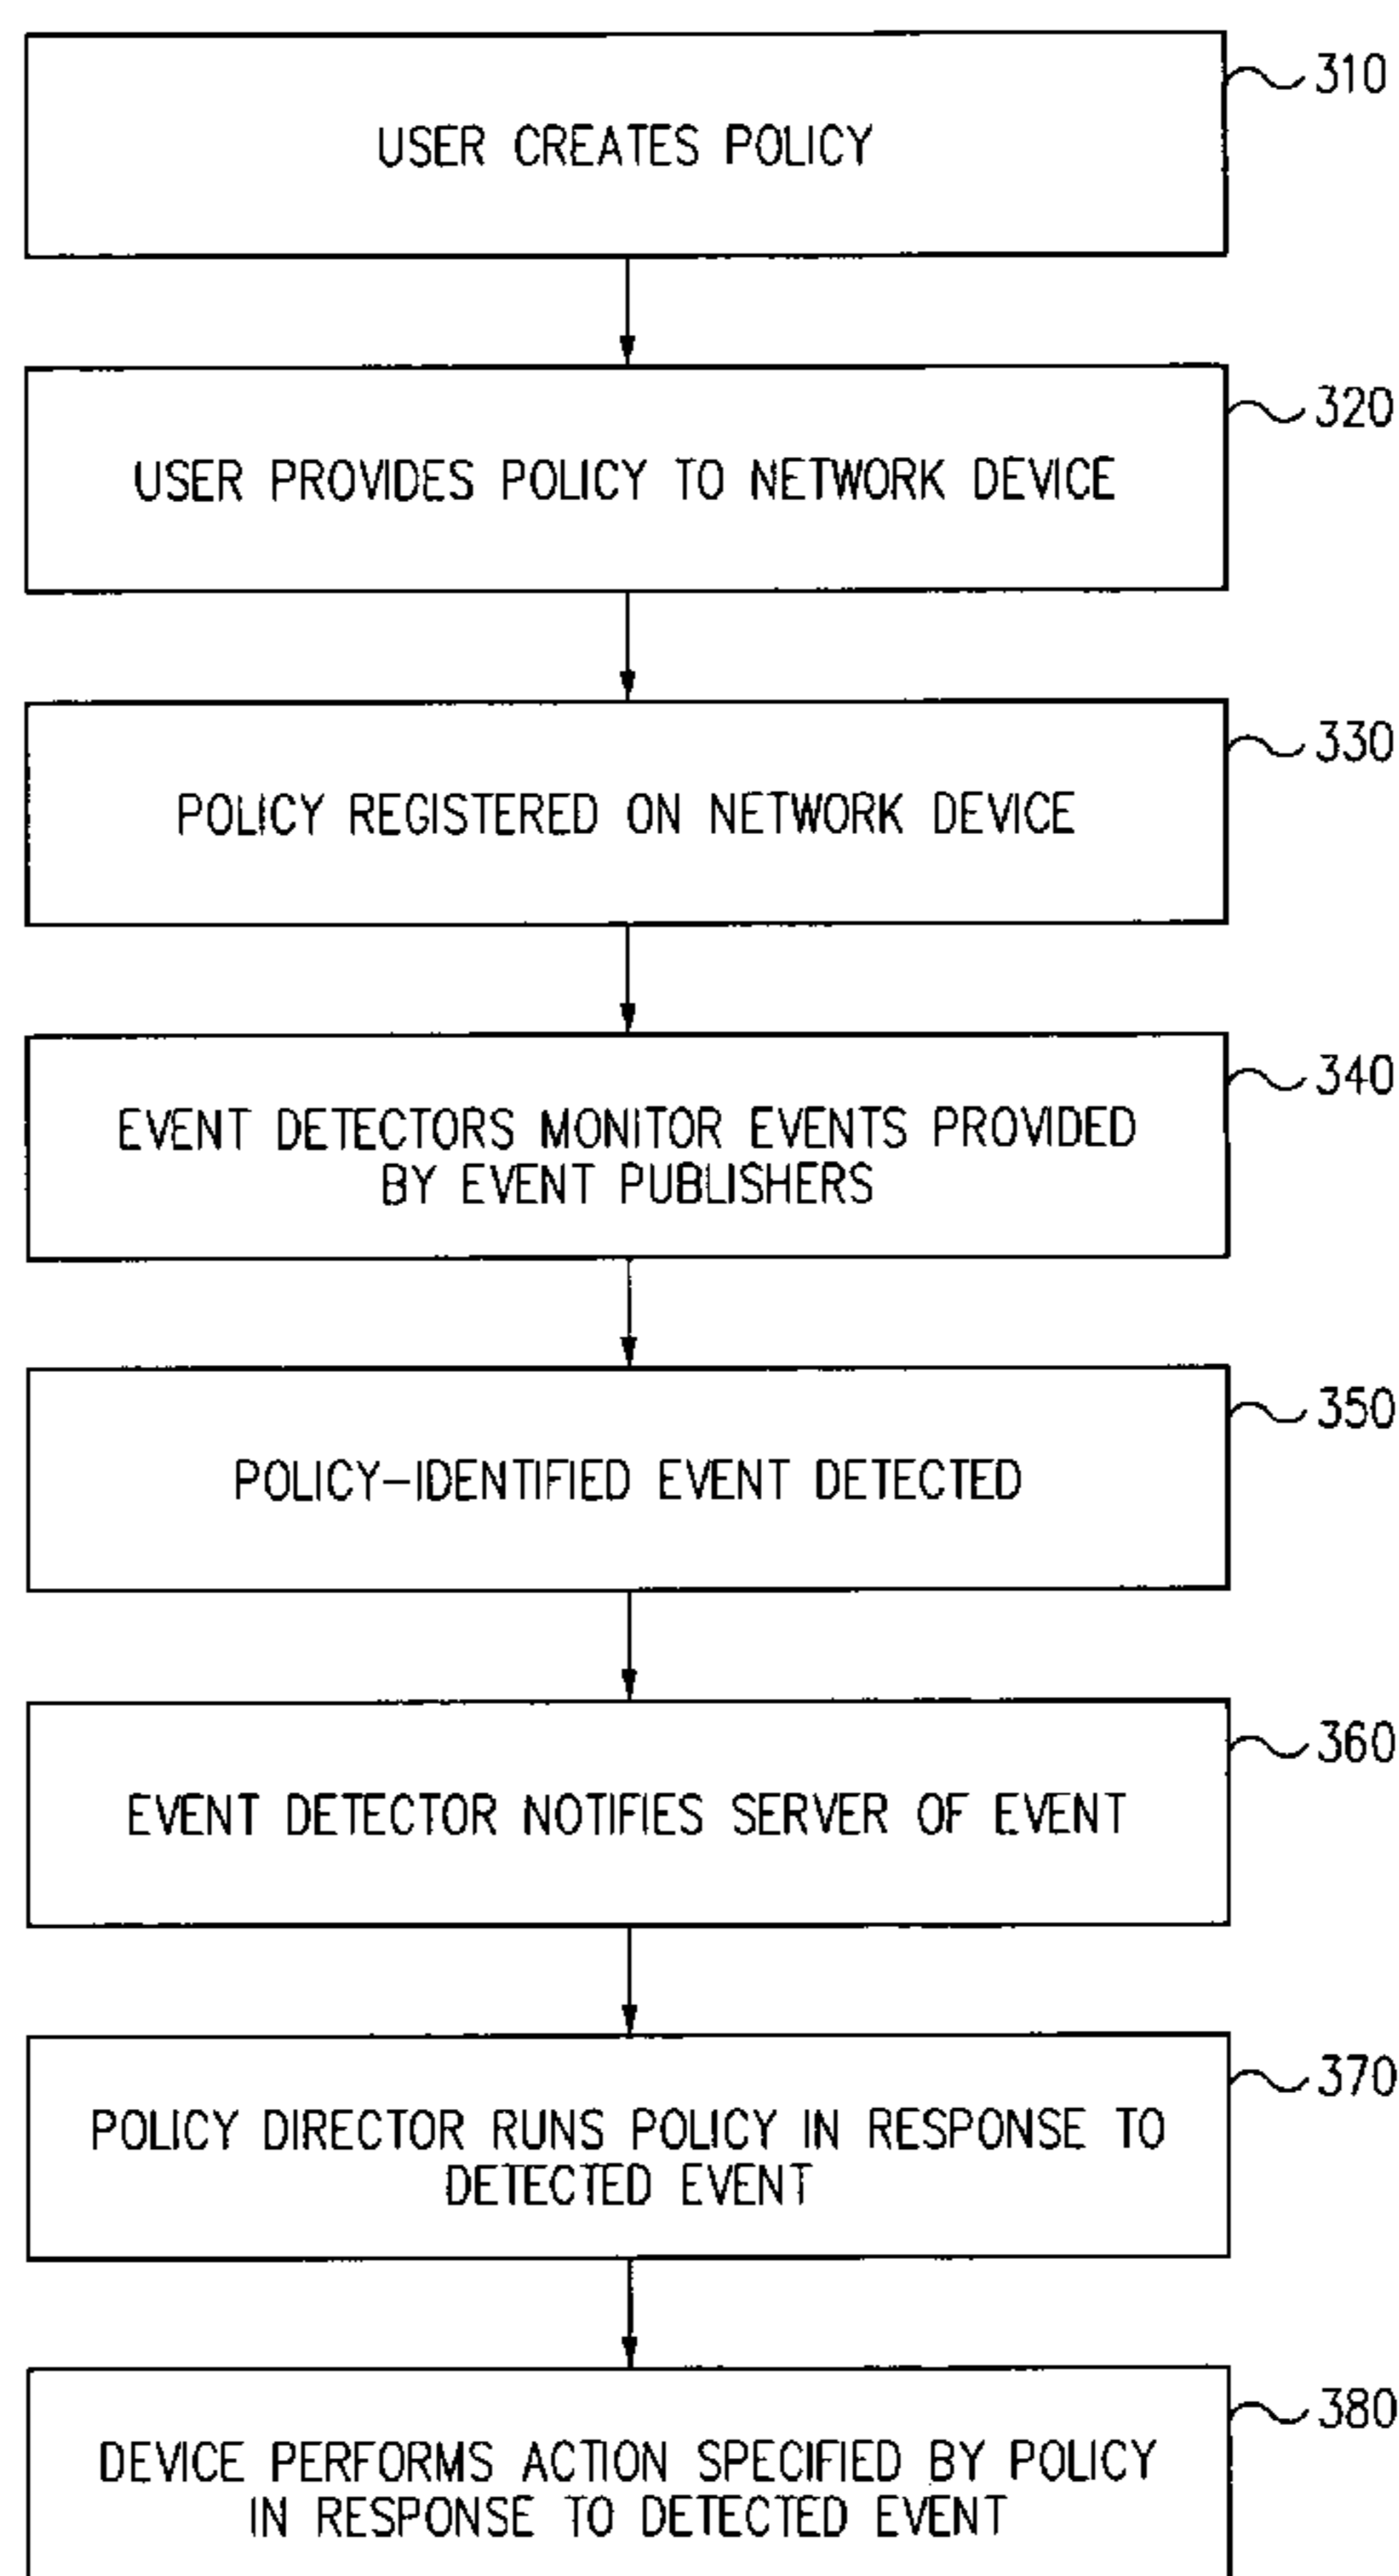 310
USER CREATES POLICY
320
USER PROVIDES POLICY TO NETWORK DEVICE
330
POLICY REGISTERED ON NETWORK DEVICE
340
EVENT DETECTORS MONITOR EVENTS PROVIDED
BY EVENT PUBLISHERS
350
POLICY-IDENTIFIED EVENT DETECTED
360
EVENT DETECTOR NOTIFIES SERVER OF EVENT
370
POLICY DIRECTOR RUNS POLICY IN RESPONSE TO
DETECTED EVENT
380
DEVICE PERFORMS ACTION SPECIFIED BY POLICY
IN RESPONSE TO DETECTED EVENT